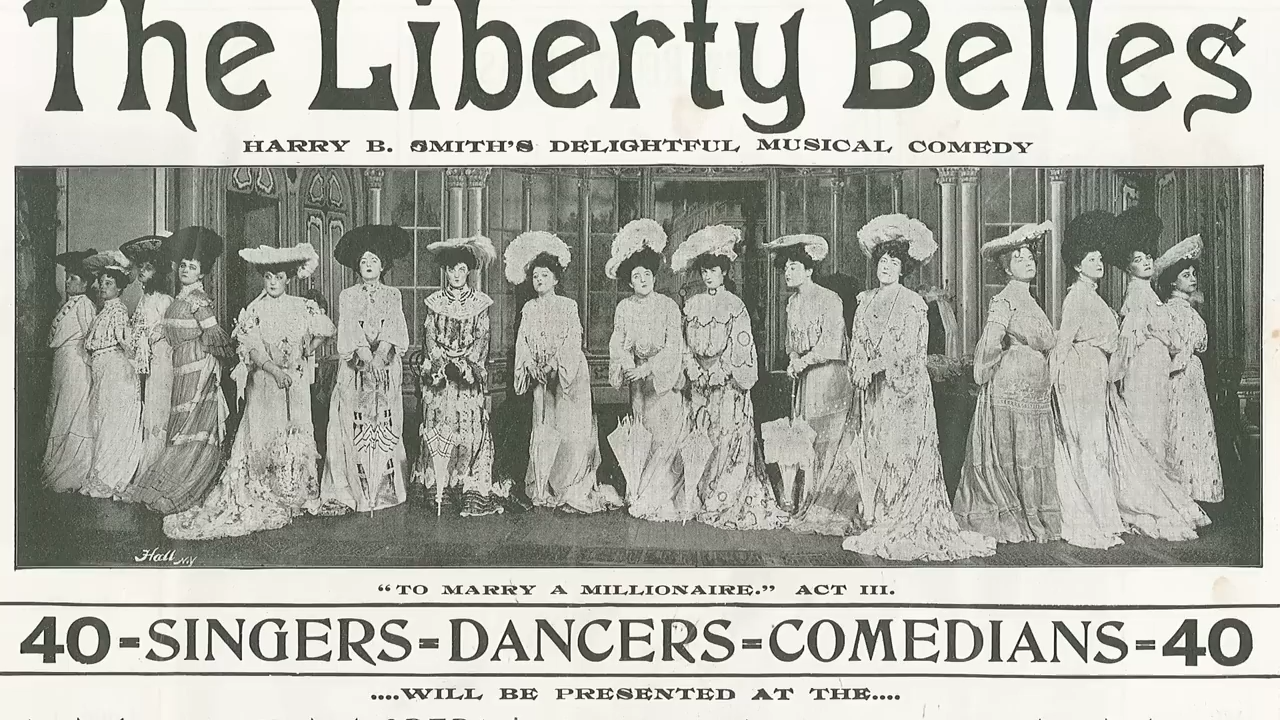 The Liberty Belles
HARRY B. SMITH'S DELIGHTFUL MUSICAL COMEDY
Hall N.Y
"TO MARRY A MILLIONAIRE." ACT III.
40=SINGERS=DANCERS=COMEDIANS=40
....WILL BE PRESENTED AT THE....